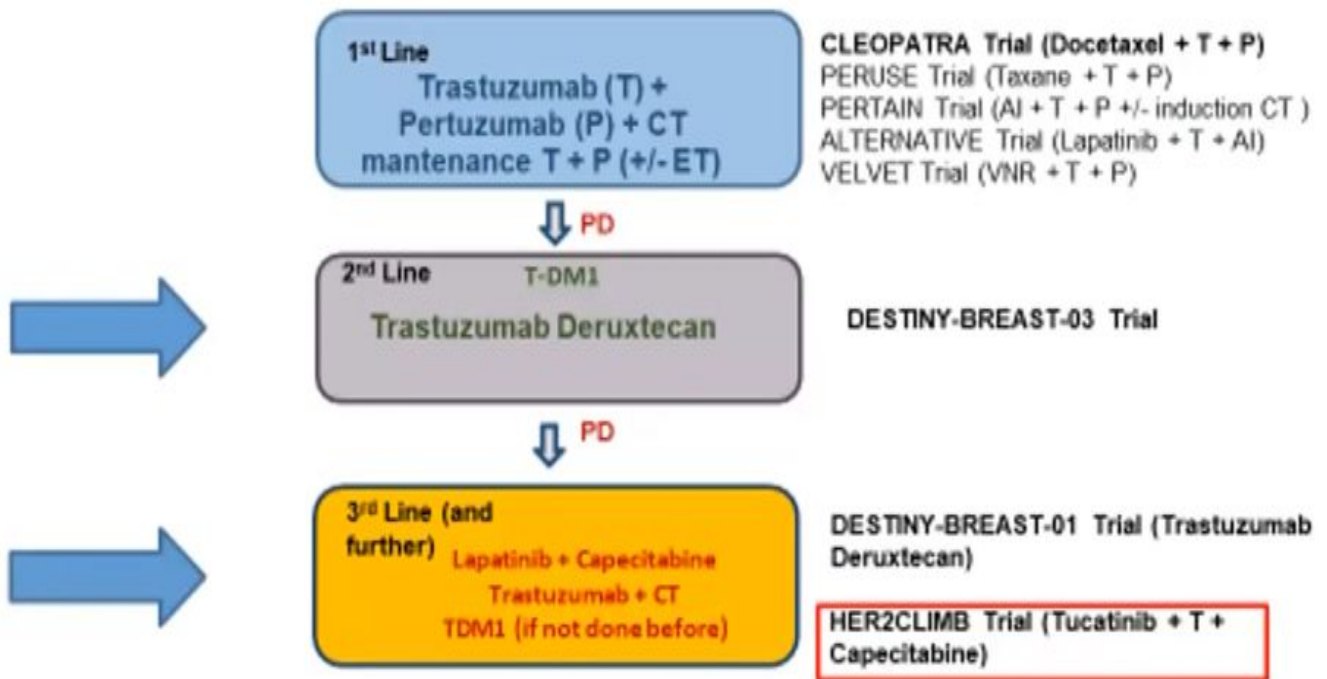 1st Line
Trastuzumab (T) +
Pertuzumab (P) + CT
mantenance T + P (+/- ET)
CLEOPATRA Trial (Docetaxel + T + P)
PERUSE Trial (Taxane + T + P)
PERTAIN Trial (AI + T + P +/- induction CT )
ALTERNATIVE Trial (Lapatinib + T + AI)
VELVET Trial (VNR + T + P)
PD
2nd Line
T-DM1
Trastuzumab Deruxtecan
DESTINY-BREAST-03 Trial
PD
3rd Line (and
further)
Lapatinib + Capecitabine
Trastuzumab + CT
TDM1 (if not done before)
DESTINY-BREAST-01 Trial (Trastuzumab
Deruxtecan)
HER2CLIMB Trial (Tucatinib + T +
Capecitabine)